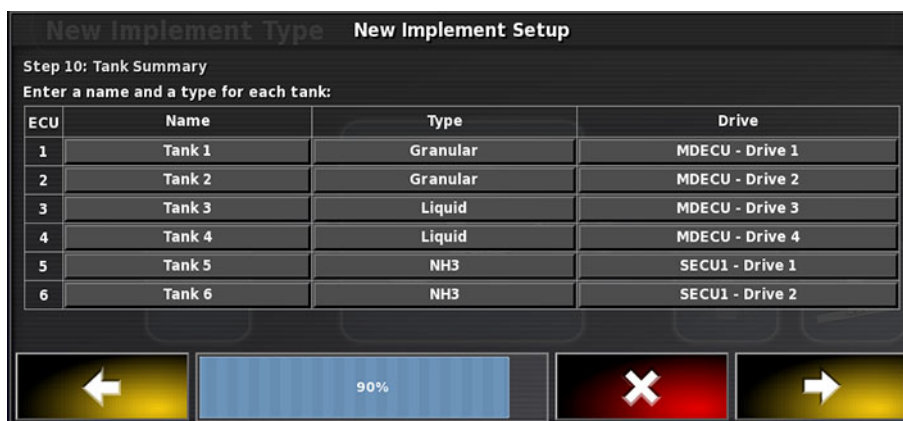 New Implement Type
New Implement Setup
Step 10: Tank Summary
Enter a name and a type for each tank:
ECU Name Type Drive
1 Tank 1 Granular MDECU - Drive 1
2 Tank 2 Granular MDECU - Drive 2
3 Tank 3 Liquid MDECU - Drive 3
4 Tank 4 Liquid MDECU - Drive 4
5 Tank 5 NH3 SECU1 - Drive 1
6 Tank 6 NH3 SECU1 - Drive 2
90%